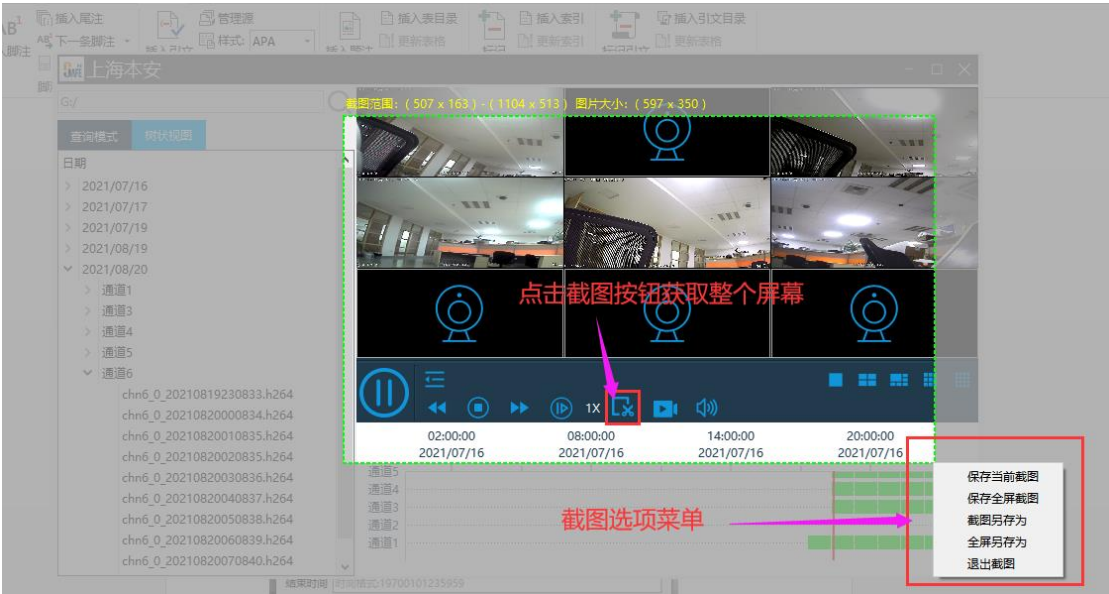 插入尾注
管理源
插入表目录
插入索引
插入引文目录
AB
下一条脚注
样式: APA
更新表格
更新索引
更新表格
上海本安
G:/
截图范围:( 507 x 163 ) - ( 1104 x 513 ) 图片大小:( 597 x 350 )
查询模式
树状视图
日期
2021/07/16
2021/07/17
2021/07/19
2021/08/19
2021/08/20
通道1
通道3
通道4
通道5
通道6
chn6_0_20210819230833.h264
chn6_0_20210820000834.h264
chn6_0_20210820010835.h264
chn6_0_20210820020835.h264
chn6_0_20210820030836.h264
chn6_0_20210820040837.h264
chn6_0_20210820050838.h264
chn6_0_20210820060839.h264
chn6_0_20210820070840.h264
点击截图按钮获取整个屏幕
1X
02:00:00 08:00:00 14:00:00 20:00:00
2021/07/16 2021/07/16 2021/07/16 2021/07/16
通道5
通道4
通道3
通道2
通道1
截图选项菜单
保存当前截图
保存全屏截图
截图另存为
全屏另存为
退出截图
结束时间 时间格式:19700101235959